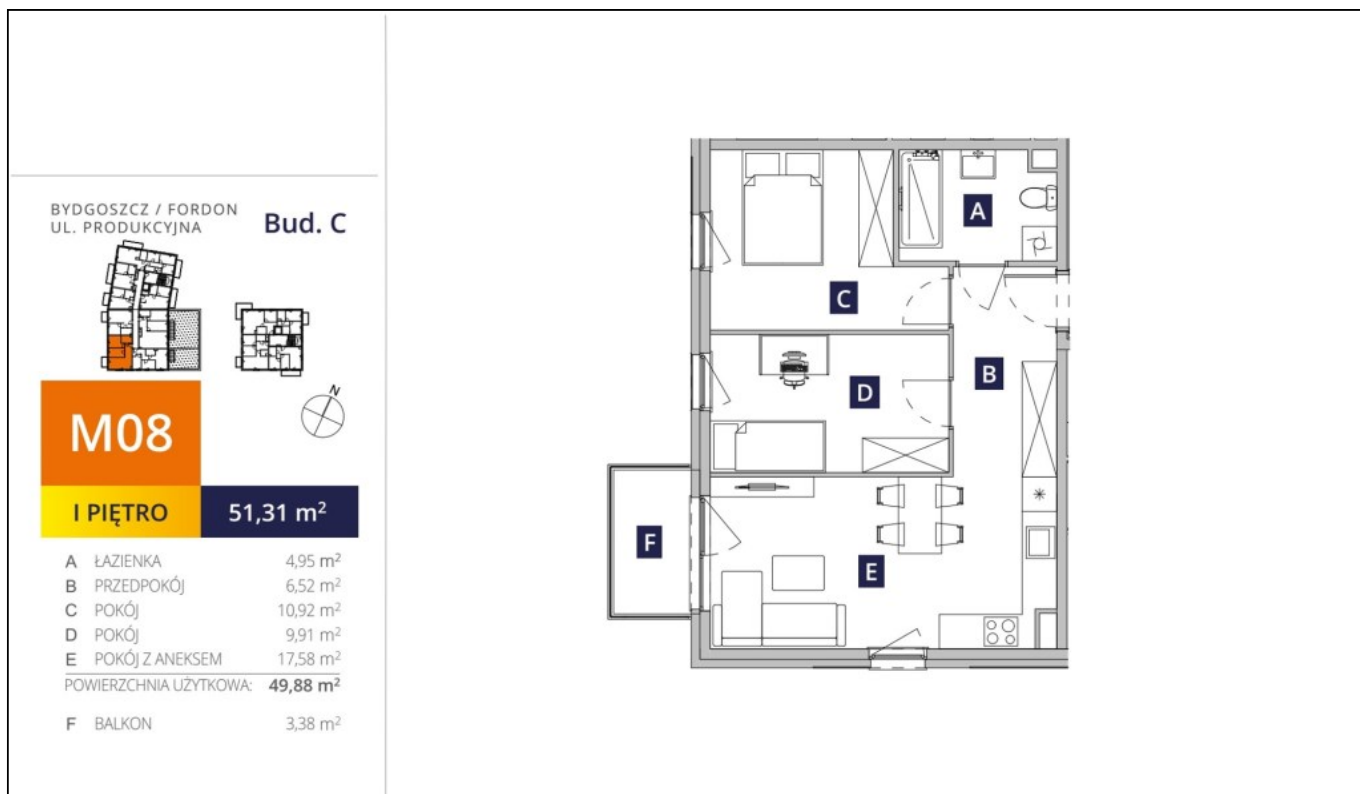 BYDGOSZCZ / FORDON
UL. PRODUKCYJNA
Bud. C
N
M08
I PIĘTRO 51,31 m²
A ŁAZIENKA 4,95 m²
B PRZEDPOKÓJ 6,52 m²
C POKÓJ 10,92 m²
D POKÓJ 9,91 m²
E POKÓJ Z ANEKSEM 17,58 m²
POWIERZCHNIA UŻYTKOWA: 49,88 m²
F BALKON 3,38 m²
A
C
B
D
F
E